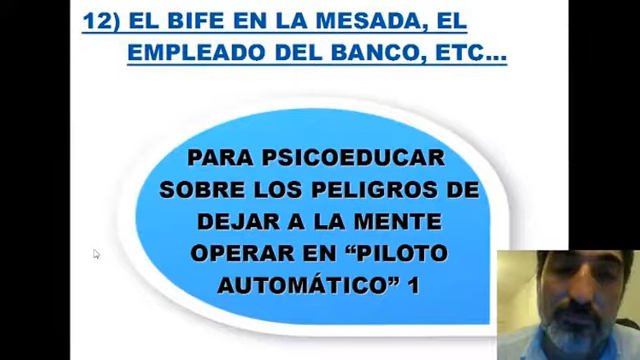 12) EL BIFE EN LA MESADA, EL
EMPLEADO DEL BANCO, ETC...
PARA PSICOEDUCAR
SOBRE LOS PELIGROS DE
DEJAR A LA MENTE
OPERAR EN “PILOTO
AUTOMÁTICO” 1